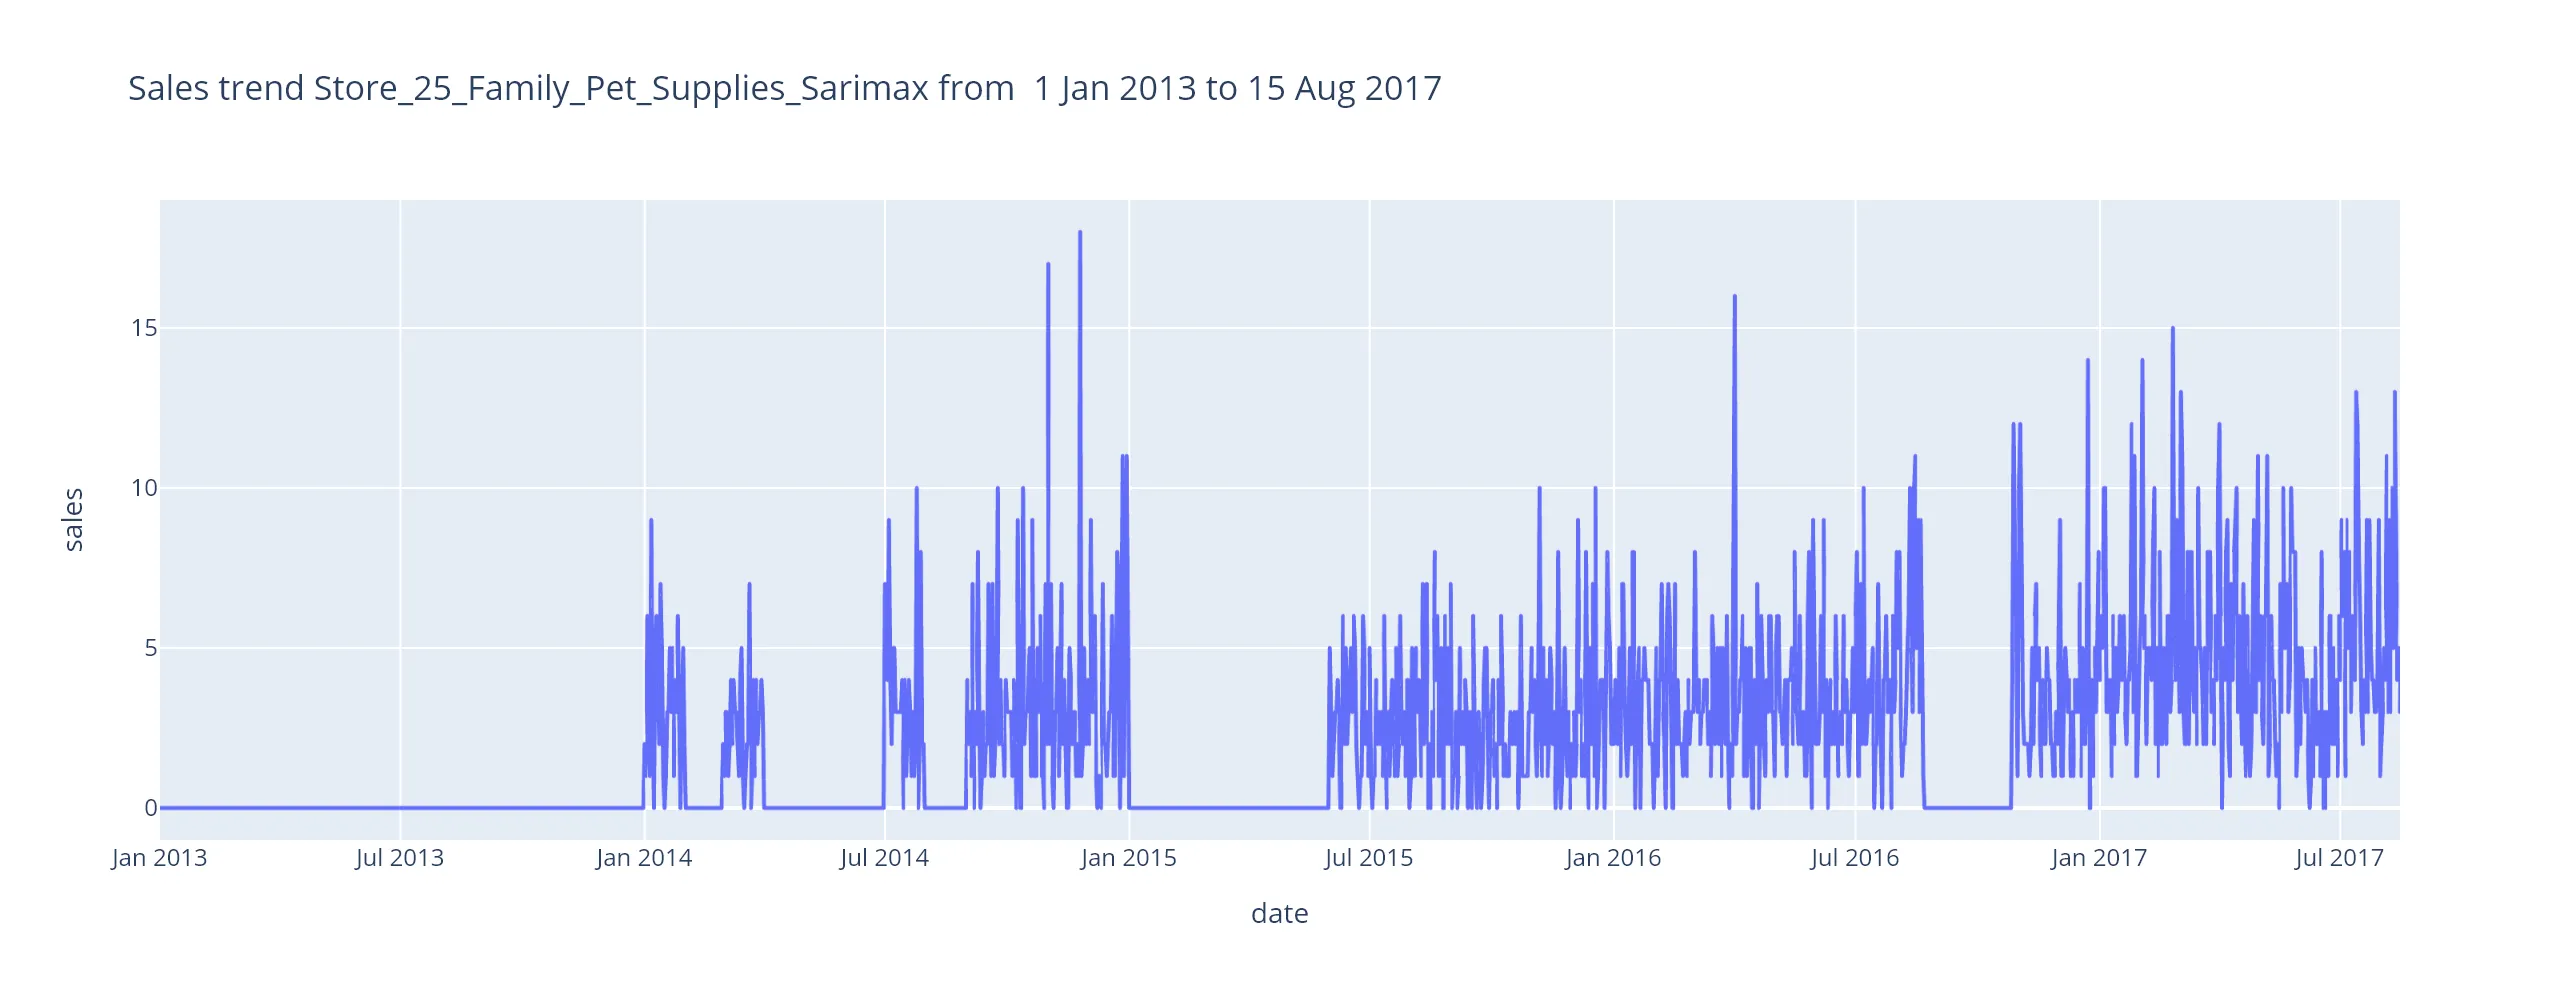 Sales trend Store_25_Family_Pet_Supplies_Sarimax from  1 Jan 2013 to 15 Aug 2017
sales
15
10
5
0
Jan 2013 Jul 2013 Jan 2014 Jul 2014 Jan 2015 Jul 2015 Jan 2016 Jul 2016 Jan 2017 Jul 2017
date